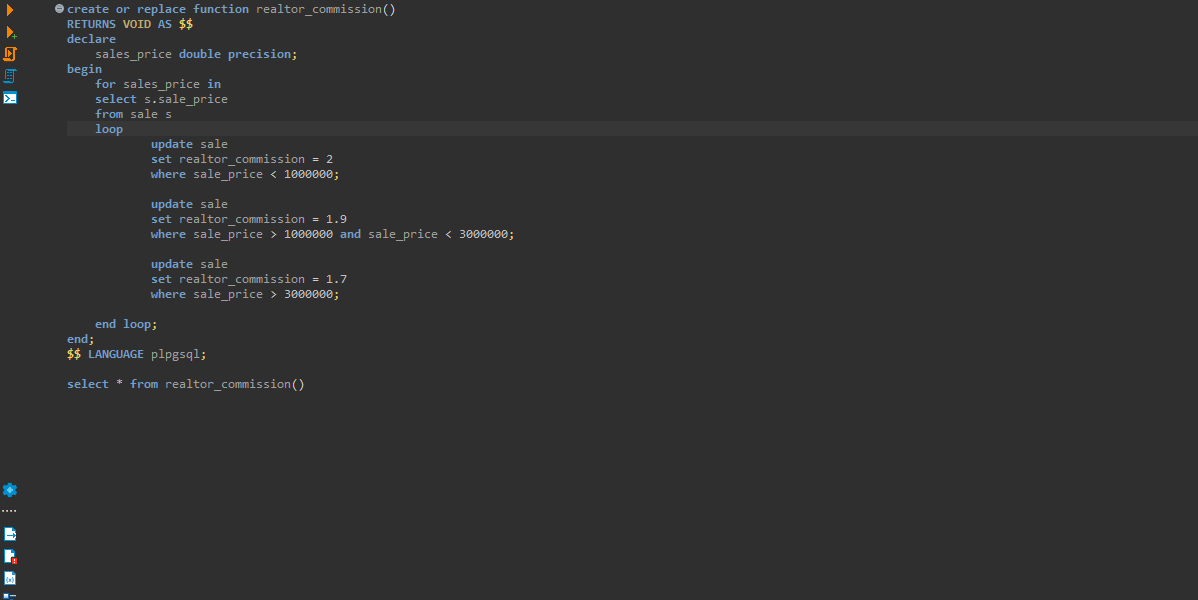 create or replace function realtor_commission()
RETURNS VOID AS $$
declare
    sales_price double precision;
begin
    for sales_price in
    select s.sale_price
    from sale s
    loop
            update sale
            set realtor_commission = 2
            where sale_price < 1000000;

            update sale
            set realtor_commission = 1.9
            where sale_price > 1000000 and sale_price < 3000000;

            update sale
            set realtor_commission = 1.7
            where sale_price > 3000000;

    end loop;
end;
$$ LANGUAGE plpgsql;

select * from realtor_commission()